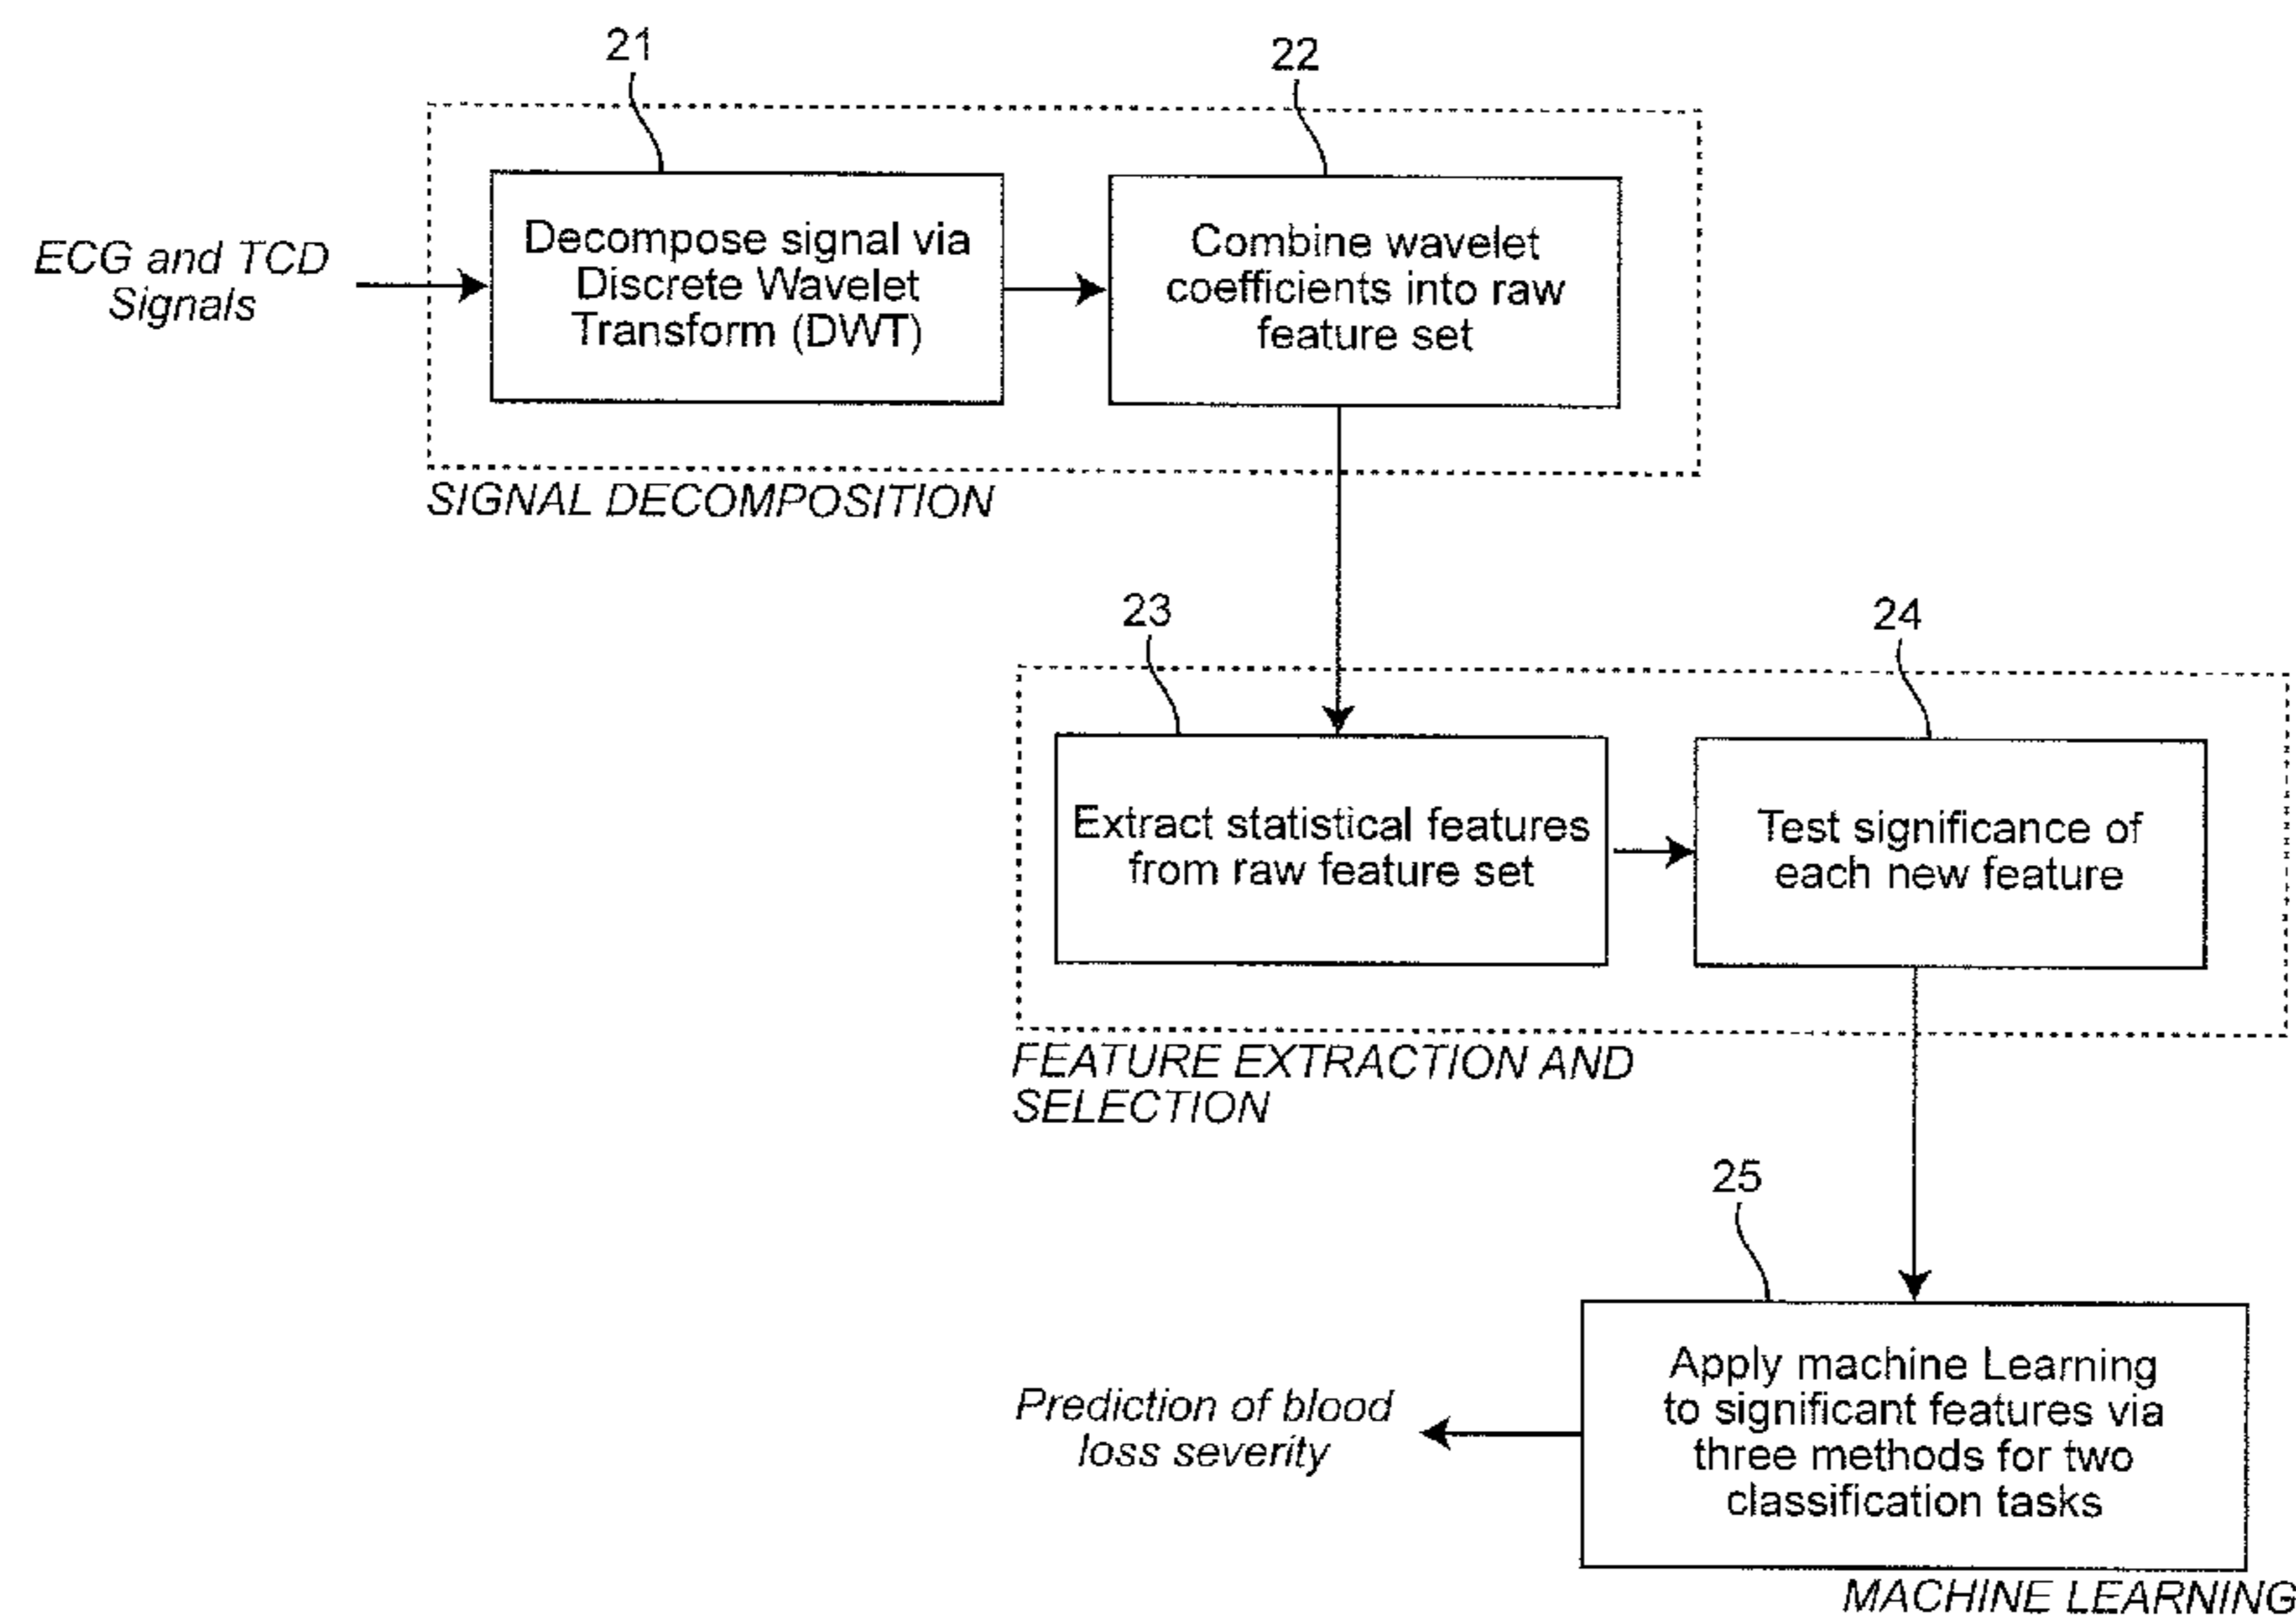 21
22
ECG and TCD
Signals
Decompose signal via
Discrete Wavelet
Transform (DWT)
Combine wavelet
coefficients into raw
feature set
SIGNAL DECOMPOSITION
23
24
Extract statistical features
from raw feature set
Test significance of
each new feature
FEATURE EXTRACTION AND
SELECTION
25
Apply machine Learning
to significant features via
three methods for two
classification tasks
Prediction of blood
loss severity
MACHINE LEARNING